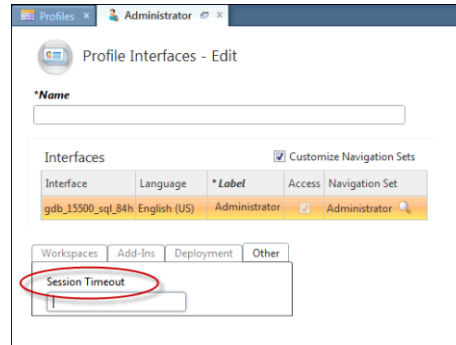 Profiles × Administrator ×
Profile Interfaces - Edit
*Name
Interfaces Customize Navigation Sets
Interface Language *Label Access Navigation Set
gdb_15500_sql_84h English (US) Administrator Administrator
Workspaces Add-Ins Deployment Other
Session Timeout